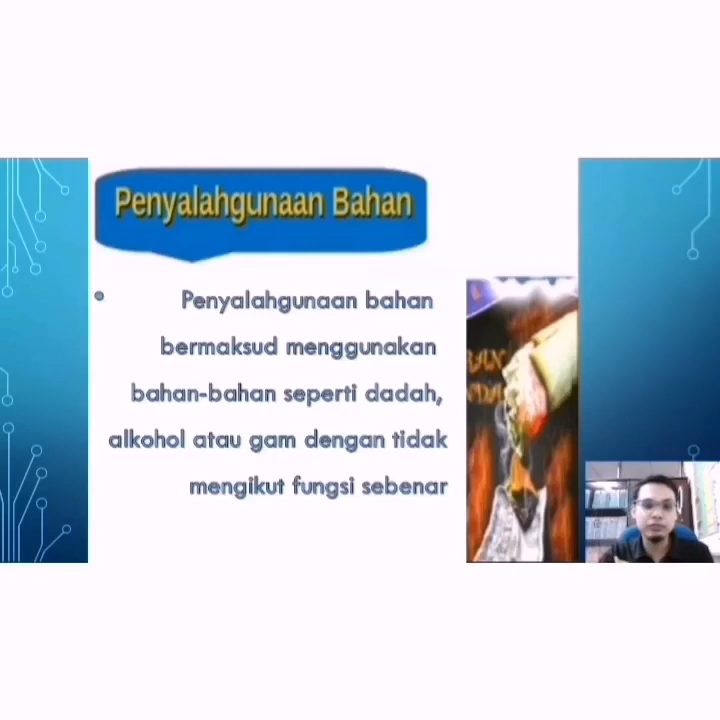 Penyalahgunaan Bahan
• Penyalahgunaan bahan
bermaksud menggunakan
bahan-bahan seperti dadah,
alkohol atau gam dengan tidak
mengikut fungsi sebenar